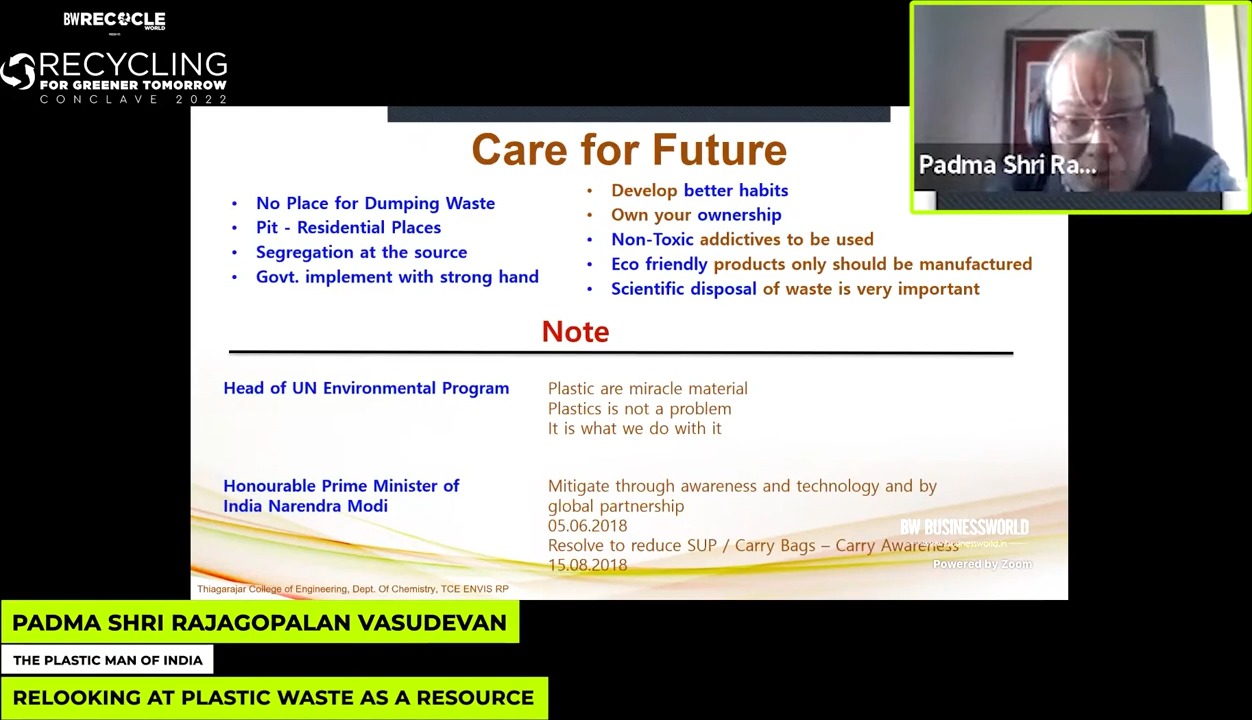 BW RECYCLE
WORLD
RECYCLING
FOR GREENER TOMORROW
CONCLAVE 2022
Padma Shri Ra...
Care for Future
• No Place for Dumping Waste
• Pit - Residential Places
• Segregation at the source
• Govt. implement with strong hand
• Develop better habits
• Own your ownership
• Non-Toxic addictives to be used
• Eco friendly products only should be manufactured
• Scientific disposal of waste is very important
Note
Head of UN Environmental Program
Plastic are miracle material
Plastics is not a problem
It is what we do with it
Honourable Prime Minister of
India Narendra Modi
Mitigate through awareness and technology and by
global partnership
05.06.2018
Resolve to reduce SUP / Carry Bags – Carry Awareness
15.08.2018
BW BUSINESSWORLD
Powered by Zoom
Thiagarajar College of Engineering, Dept. Of Chemistry, TCE ENVIS RP
PADMA SHRI RAJAGOPALAN VASUDEVAN
THE PLASTIC MAN OF INDIA
RELOOKING AT PLASTIC WASTE AS A RESOURCE